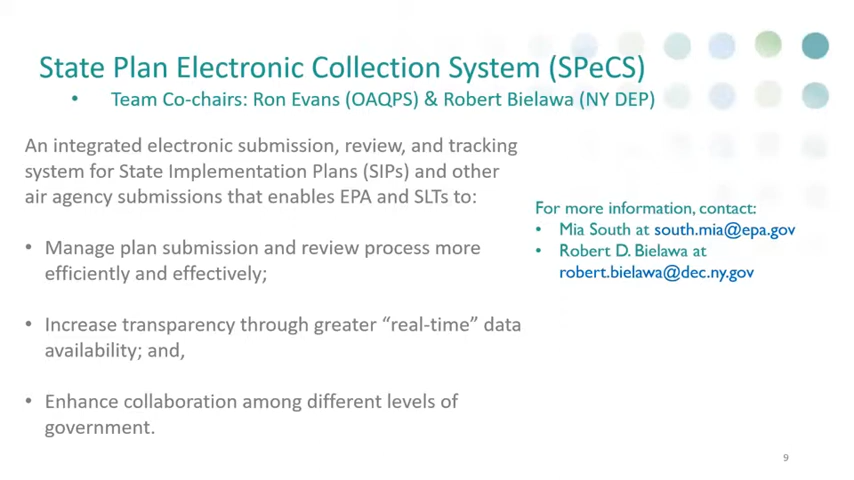 State Plan Electronic Collection System (SPeCS)
• Team Co-chairs: Ron Evans (OAQPS) & Robert Bielawa (NY DEP)
An integrated electronic submission, review, and tracking
system for State Implementation Plans (SIPs) and other
air agency submissions that enables EPA and SLTs to:
• Manage plan submission and review process more
efficiently and effectively;
• Increase transparency through greater “real-time” data
availability; and,
• Enhance collaboration among different levels of
government.
For more information, contact:
• Mia South at south.mia@epa.gov
• Robert D. Bielawa at
robert.bielawa@dec.ny.gov
9